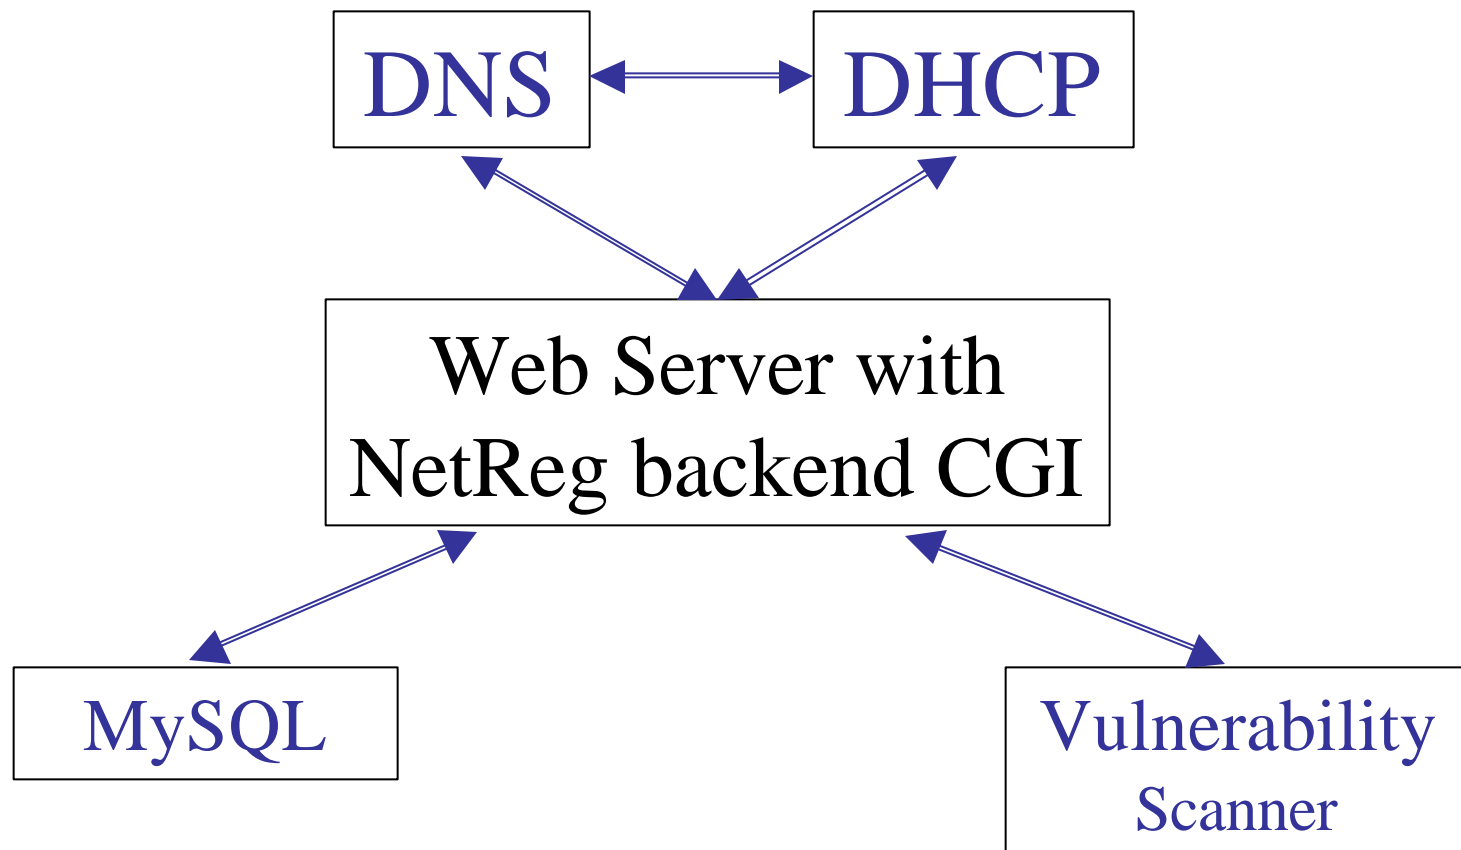 DNS
DHCP
Web Server with
NetReg backend CGI
MySQL
Vulnerability
Scanner